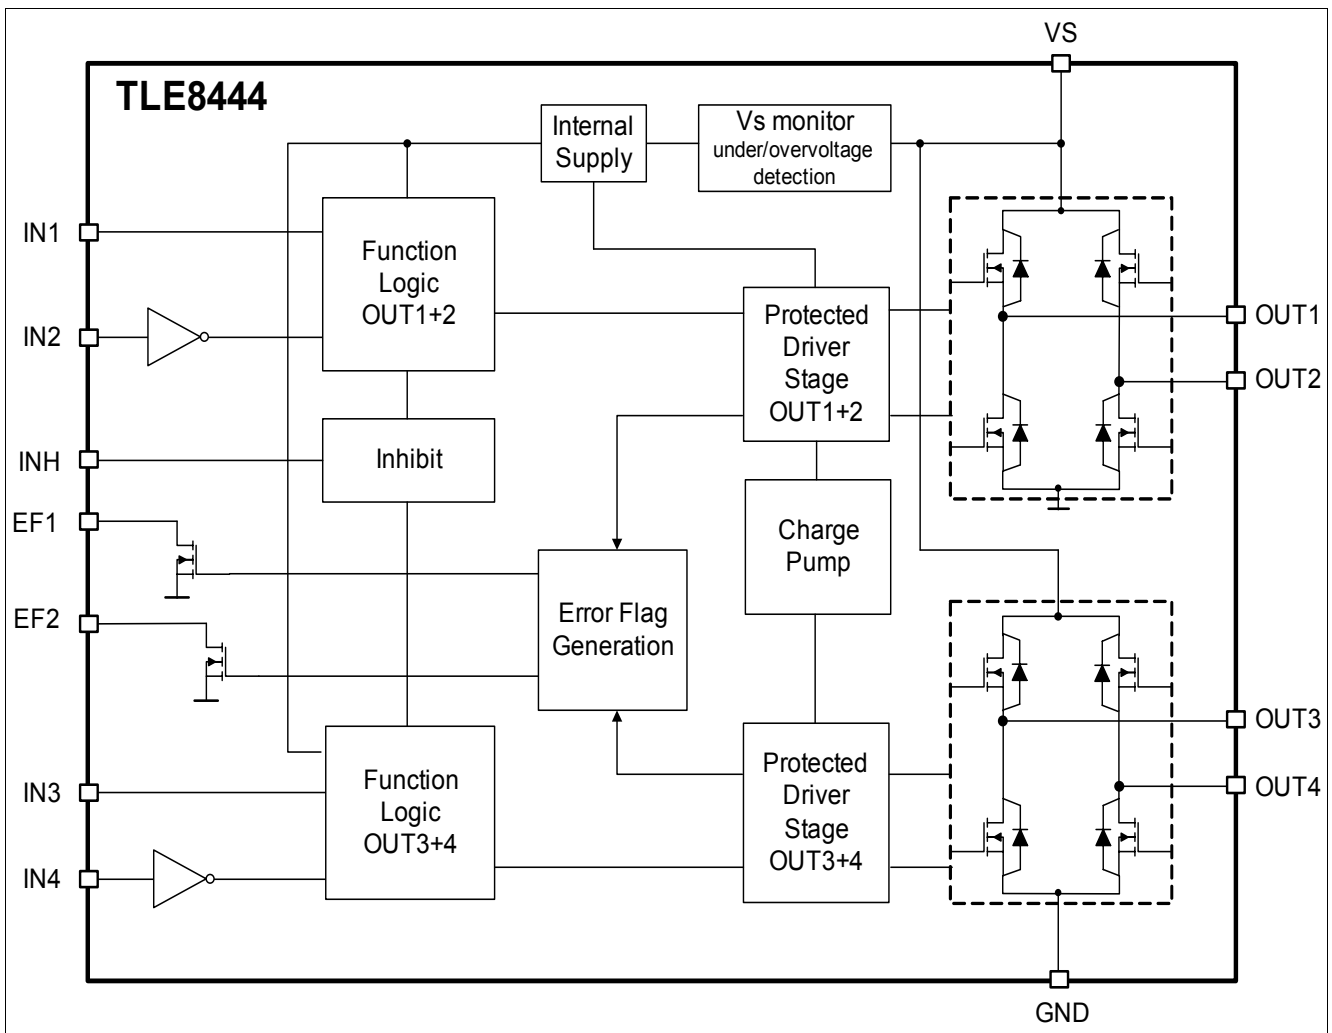 VS
TLE8444
Internal
Supply
Vs monitor
under/overvoltage
detection
IN1
Function
Logic
OUT1+2
IN2
Protected
Driver
Stage
OUT1+2
OUT1
OUT2
INH
Inhibit
EF1
Charge
Pump
EF2
Error Flag
Generation
IN3
Function
Logic
OUT3+4
IN4
Protected
Driver
Stage
OUT3+4
OUT3
OUT4
GND